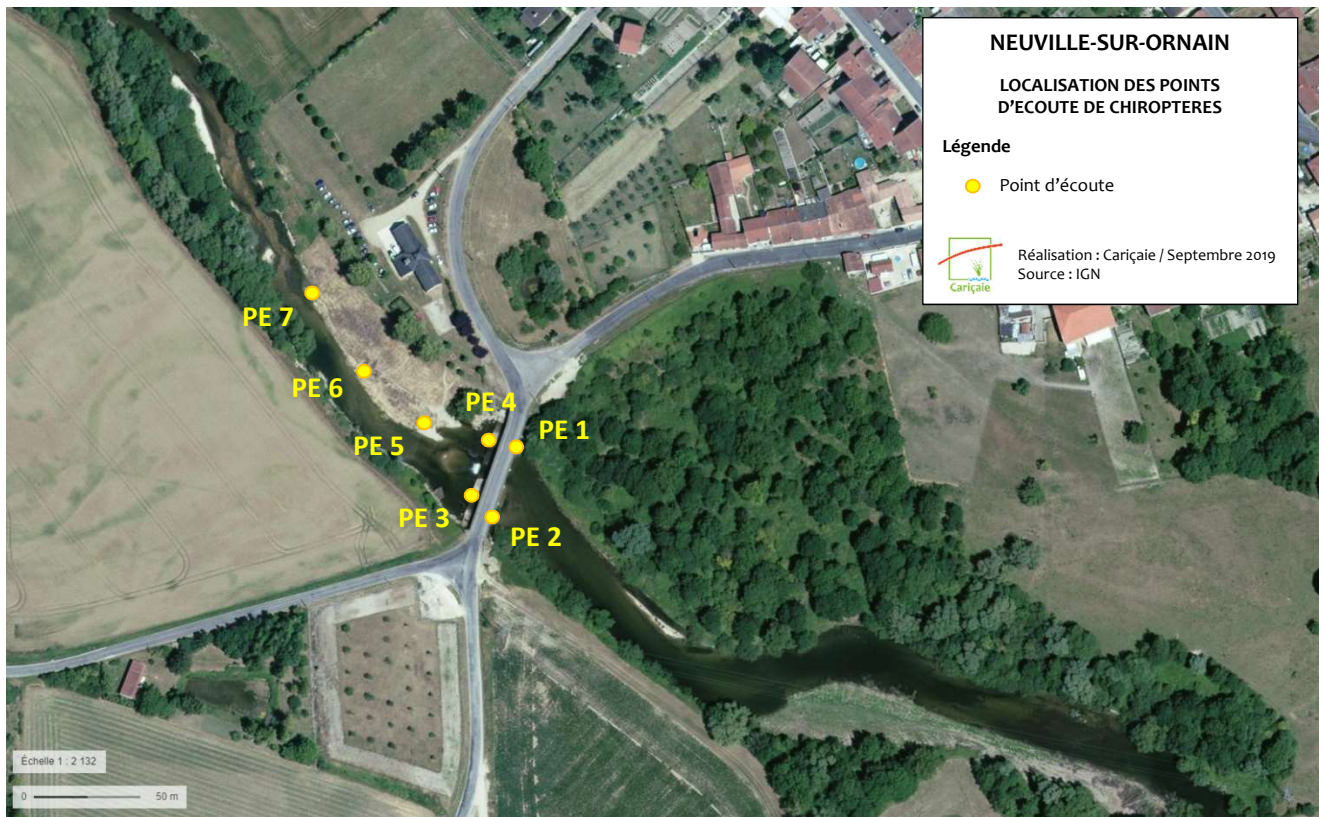 NEUVILLE-SUR-ORNAIN
LOCALISATION DES POINTS
D'ECOUTE DE CHIROPTERES
Légende
Point d'écoute
Cariçaie
Réalisation : Cariçaie / Septembre 2019
Source : IGN
PE 7
PE 6
PE 4
PE 1
PE 5
PE 3
PE 2
Échelle 1 : 2 132
0 50 m